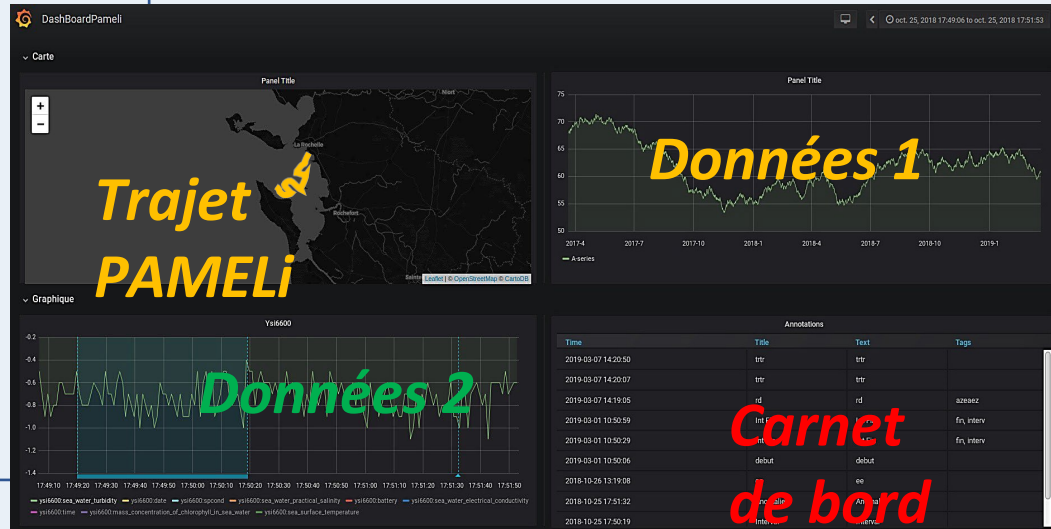 DashBoardPameli
oct. 25, 2018 17:49:06 to oct. 25, 2018 17:51:53
Carte
Panel Title
+
-
Niort
La Rochelle
Rochefort
Leaflet | © OpenStreetMap © CartoDB
Trajet
PAMELi
Panel Title
75
70
65
60
55
50
2017-4 2017-7 2017-10 2018-1 2018-4 2018-7 2018-10 2019-1
A-series
Données 1
Graphique
Ysi6600
-0.2
-0.4
-0.6
-0.8
-1.0
-1.2
-1.4
17:49:10 17:49:20 17:49:30 17:49:40 17:49:50 17:50:00 17:50:10 17:50:20 17:50:30 17:50:40 17:50:50 17:51:00 17:51:10 17:51:20 17:51:30 17:51:40 17:51:50
ysi6600:sea_water_turbidity ysi6600:date ysi6600:spcond ysi6600:sea_water_practical_salinity ysi6600:battery ysi6600:sea_water_electrical_conductivity
ysi6600:time ysi6600:mass_concentration_of_chlorophyll_in_sea_water ysi6600:sea_surface_temperature
Données 2
Annotations
Time Title Text Tags
2019-03-07 14:20:50 trtr trtr
2019-03-07 14:20:07 trtr trtr
2019-03-07 14:19:05 rd rd azeaez
2019-03-01 10:50:59 Int fin, interv
2019-03-01 10:50:29 fin, interv
2019-03-01 10:50:06 debut debut
2018-10-26 13:19:08 ee
2018-10-25 17:51:32
2018-10-25 17:50:19
Carnet
de bord